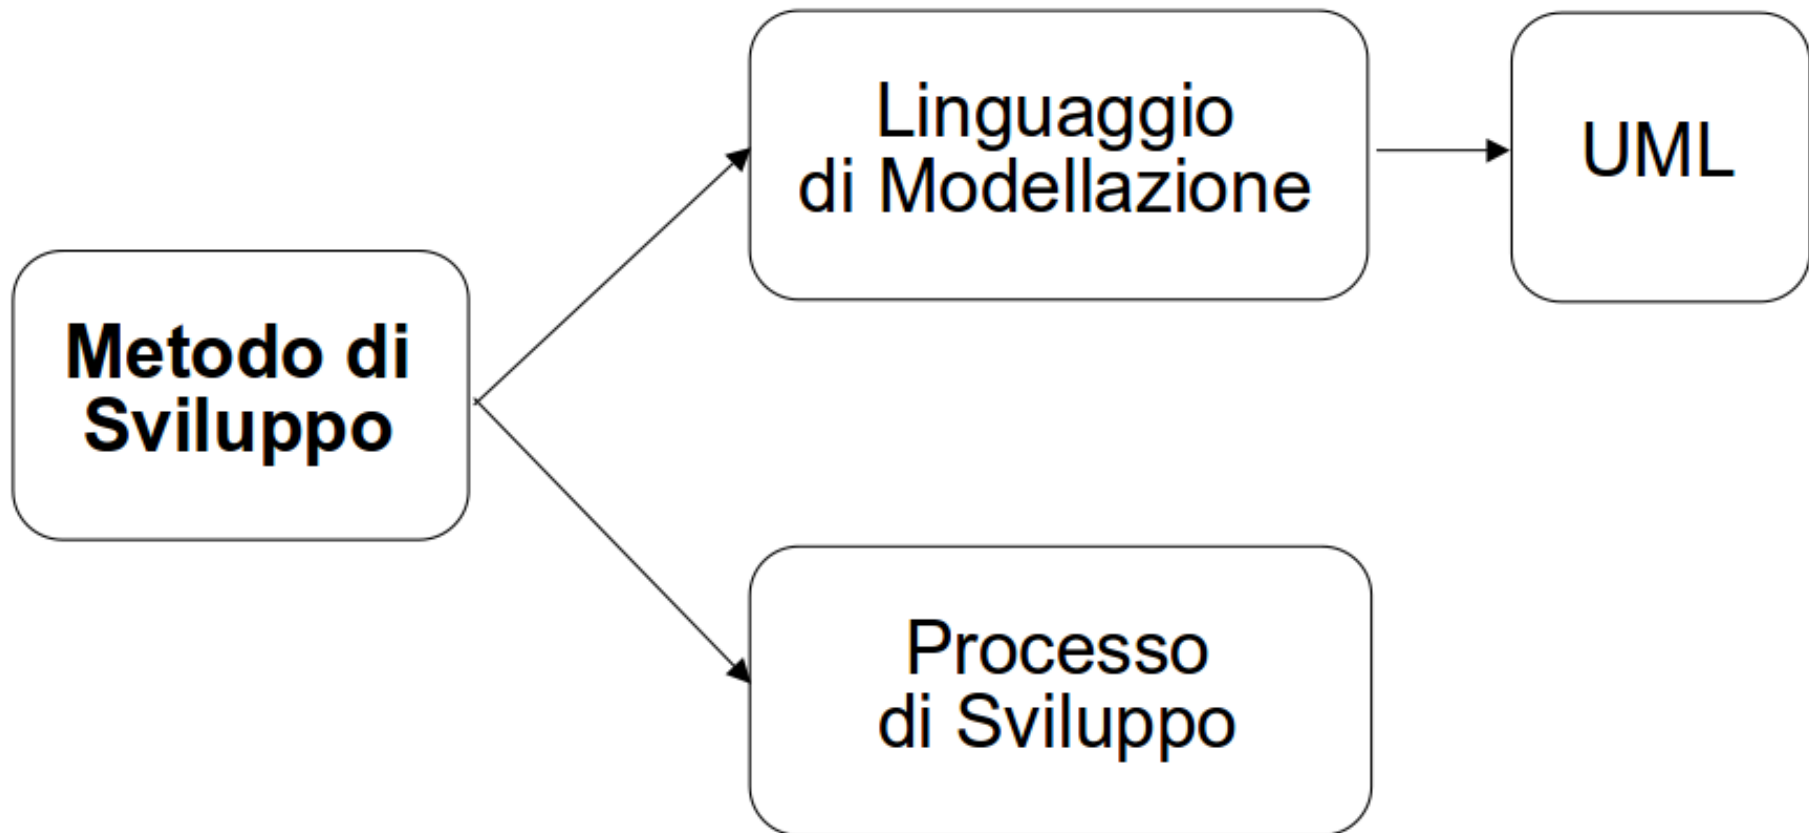 Linguaggio
di Modellazione
UML
Metodo di
Sviluppo
Processo
di Sviluppo